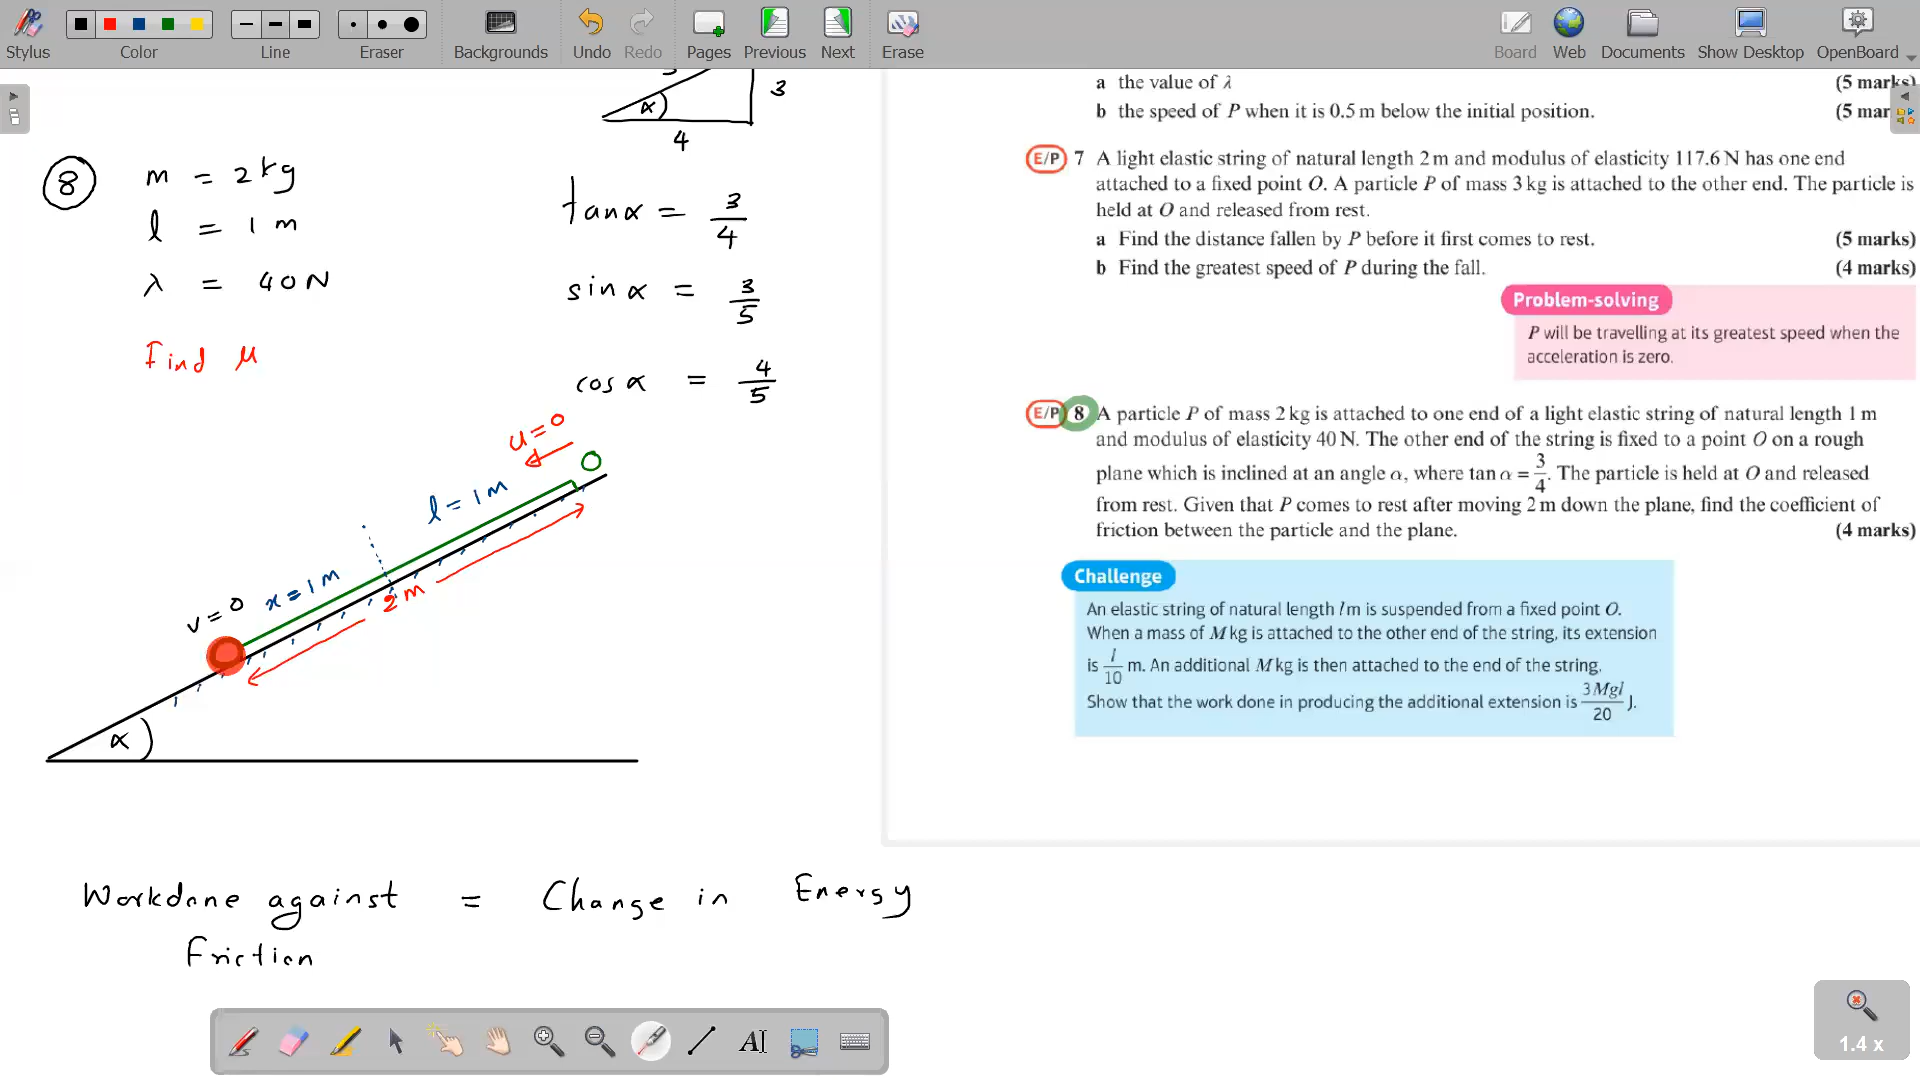 Stylus Color Line Eraser Backgrounds Undo Redo Pages Previous Next Erase Board Web Documents Show Desktop OpenBoard
3
α
4
8
m = 2kg
l = 1 m
λ = 40N
Find μ
tanα = 3/4
sinα = 3/5
cosα = 4/5
u=0
O
l = 1m
x=1m
2m
v=0
α
Workdone against = Change in Energy
Friction
a the value of λ (5 marks)
b the speed of P when it is 0.5 m below the initial position. (5 mar
E/P 7 A light elastic string of natural length 2 m and modulus of elasticity 117.6 N has one end
attached to a fixed point O. A particle P of mass 3 kg is attached to the other end. The particle is
held at O and released from rest.
a Find the distance fallen by P before it first comes to rest. (5 marks)
b Find the greatest speed of P during the fall. (4 marks)
Problem-solving
P will be travelling at its greatest speed when the
acceleration is zero.
E/P 8 A particle P of mass 2 kg is attached to one end of a light elastic string of natural length 1 m
and modulus of elasticity 40 N. The other end of the string is fixed to a point O on a rough
plane which is inclined at an angle α, where tan α = 3/4. The particle is held at O and released
from rest. Given that P comes to rest after moving 2 m down the plane, find the coefficient of
friction between the particle and the plane. (4 marks)
Challenge
An elastic string of natural length l m is suspended from a fixed point O.
When a mass of M kg is attached to the other end of the string, its extension
is l/10 m. An additional M kg is then attached to the end of the string.
Show that the work done in producing the additional extension is 3Mgl/20 J.
1.4 x